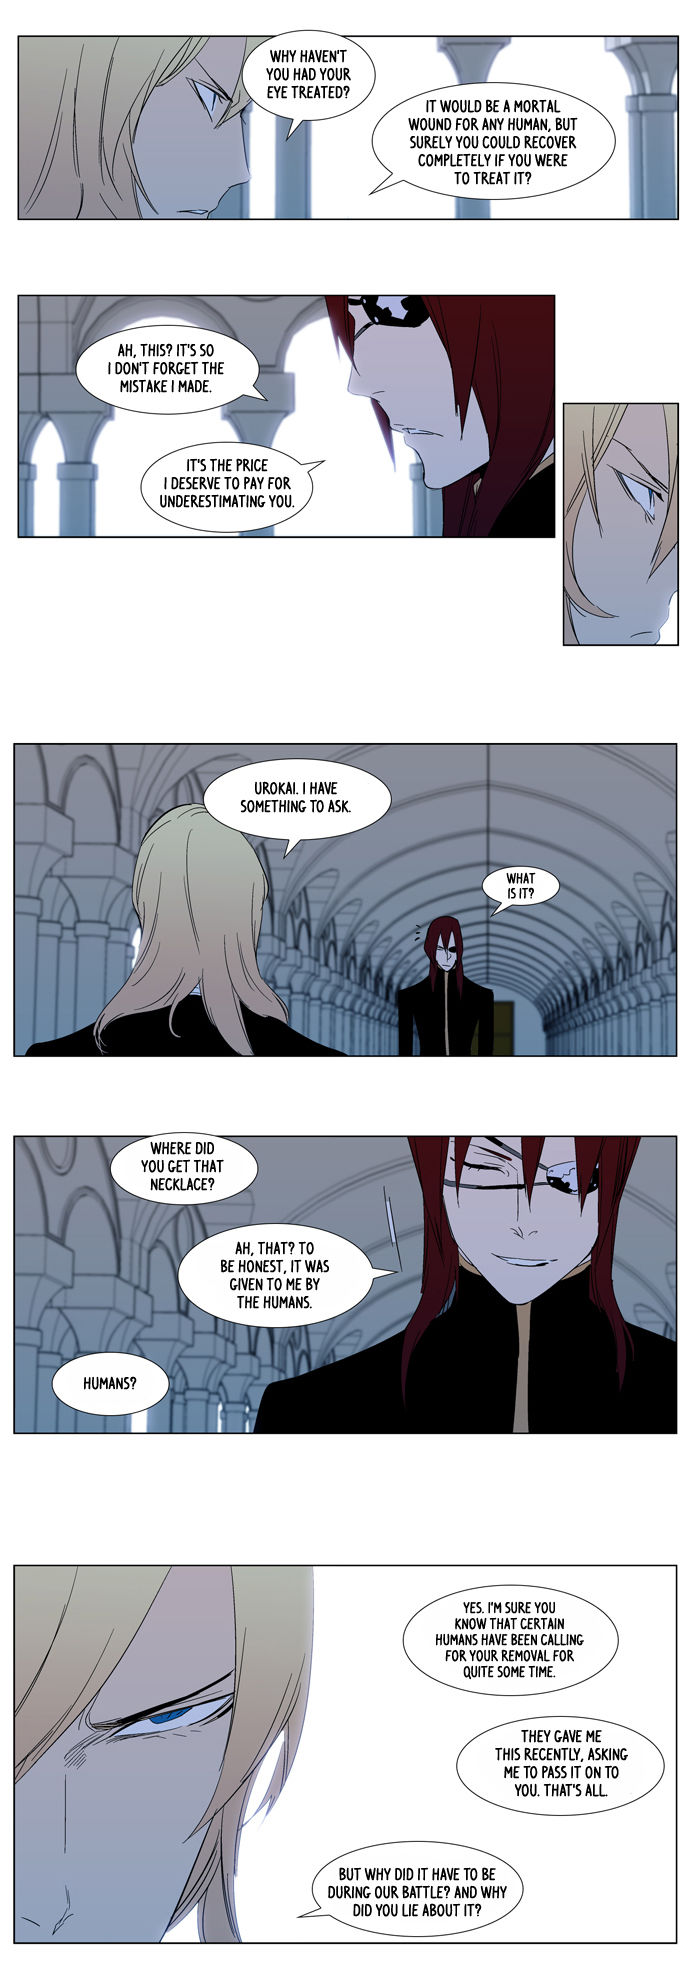 WHY HAVEN'T
YOU HAD YOUR
EYE TREATED?
IT WOULD BE A MORTAL
WOUND FOR ANY HUMAN, BUT
SURELY YOU COULD RECOVER
COMPLETELY IF YOU WERE
TO TREAT IT?
AH, THIS? IT'S SO
I DON'T FORGET THE
MISTAKE I MADE.
IT'S THE PRICE
I DESERVE TO PAY FOR
UNDERESTIMATING YOU.
UROKAI. I HAVE
SOMETHING TO ASK.
WHAT
IS IT?
WHERE DID
YOU GET THAT
NECKLACE?
AH, THAT? TO
BE HONEST, IT WAS
GIVEN TO ME BY
THE HUMANS.
HUMANS?
YES. I'M SURE YOU
KNOW THAT CERTAIN
HUMANS HAVE BEEN CALLING
FOR YOUR REMOVAL FOR
QUITE SOME TIME.
THEY GAVE ME
THIS RECENTLY, ASKING
ME TO PASS IT ON TO
YOU. THAT'S ALL.
BUT WHY DID IT HAVE TO BE
DURING OUR BATTLE? AND WHY
DID YOU LIE ABOUT IT?